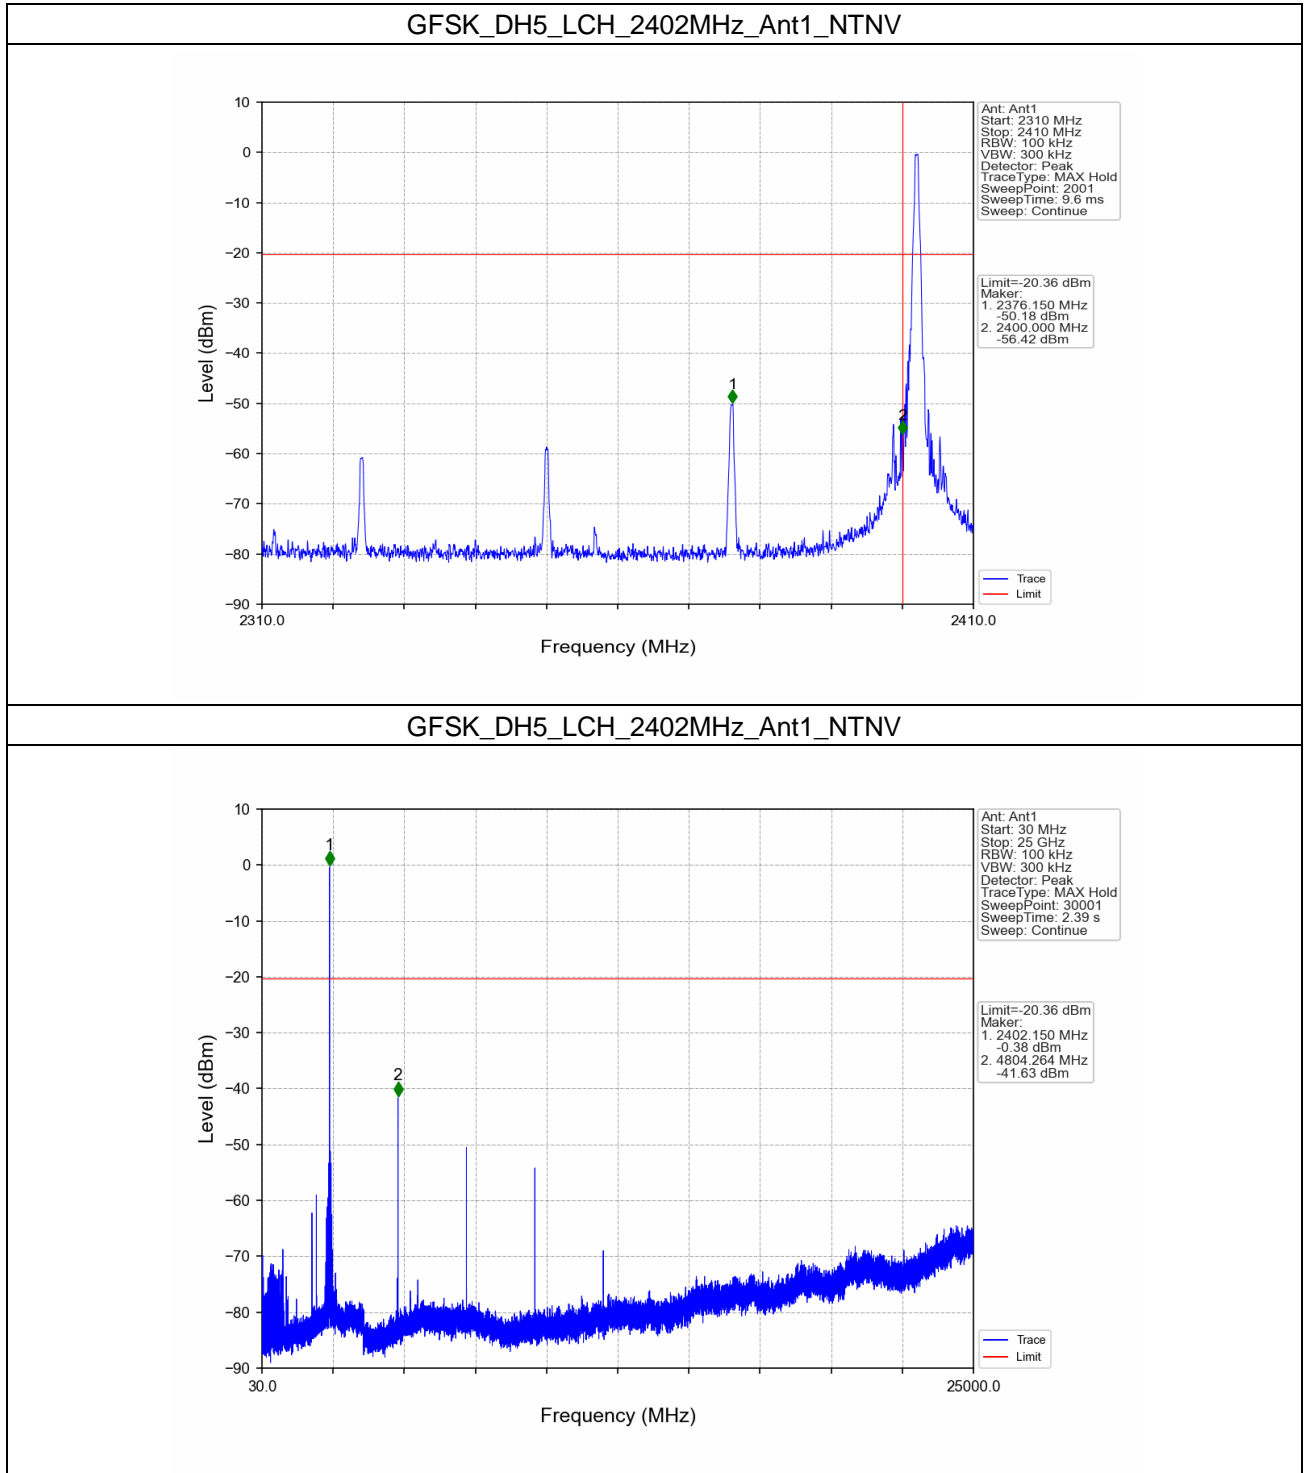 GFSK_DH5_LCH_2402MHz_Ant1_NTNV
10
0
−10
−20
−30
−40
−50
−60
−70
−80
−90
Level (dBm)
2310.0
2410.0
Frequency (MHz)
1
2
Ant: Ant1
Start: 2310 MHz
Stop: 2410 MHz
RBW: 100 kHz
VBW: 300 kHz
Detector: Peak
TraceType: MAX Hold
SweepPoint: 2001
SweepTime: 9.6 ms
Sweep: Continue
Limit=-20.36 dBm
Maker:
1. 2376.150 MHz
-50.18 dBm
2. 2400.000 MHz
-56.42 dBm
Trace
Limit
GFSK_DH5_LCH_2402MHz_Ant1_NTNV
10
0
−10
−20
−30
−40
−50
−60
−70
−80
−90
Level (dBm)
30.0
25000.0
Frequency (MHz)
1
2
Ant: Ant1
Start: 30 MHz
Stop: 25 GHz
RBW: 100 kHz
VBW: 300 kHz
Detector: Peak
TraceType: MAX Hold
SweepPoint: 30001
SweepTime: 2.39 s
Sweep: Continue
Limit=-20.36 dBm
Maker:
1. 2402.150 MHz
-0.38 dBm
2. 4804.264 MHz
-41.63 dBm
Trace
Limit